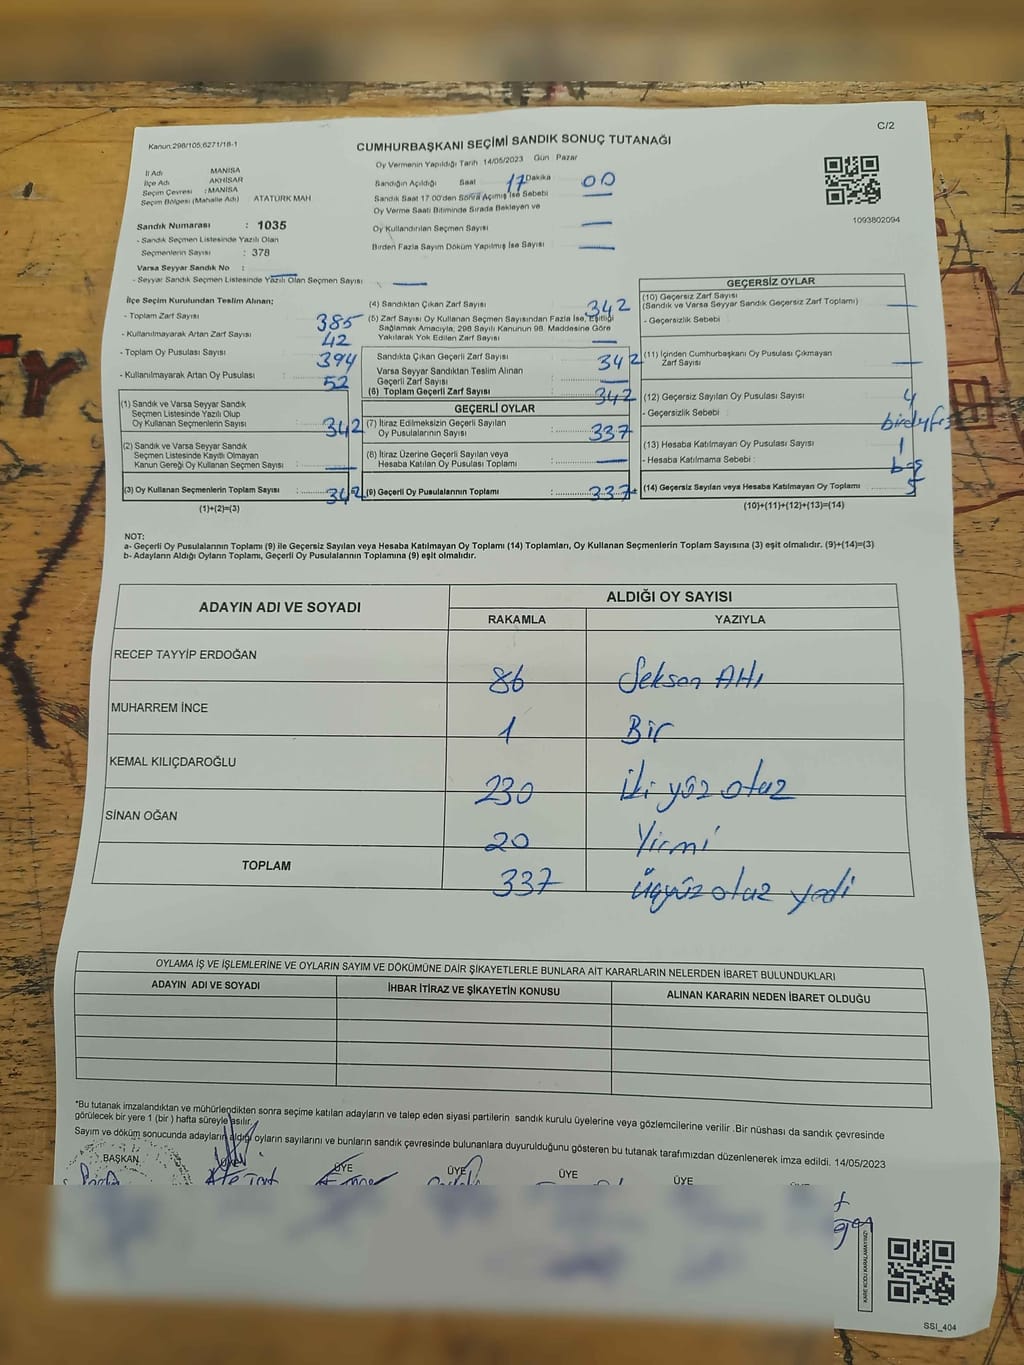 C/2
Kanun,298/105,6271/18-1
CUMHURBAŞKANI SEÇİMİ SANDIK SONUÇ TUTANAĞI
Oy Vermenin Yapıldığı Tarih 14/05/2023 Gün Pazar
İl Adı MANİSA
İlçe Adı AKHİSAR
Seçim Çevresi :MANİSA
Seçim Bölgesi (Mahalle Adı) : ATATÜRK MAH
Sandığın Açıldığı Saat 17 Dakika 00
Sandık Saat 17.00'den Sonra Açımış İse Sebebi —
Oy Verme Saati Bitiminde Sırada Bekleyen ve
Oy Kullandırılan Seçmen Sayısı —
Birden Fazla Sayım Döküm Yapılmış İse Sayısı —
1093802094
Sandık Numarası : 1035
- Sandık Seçmen Listesinde Yazılı Olan
Seçmenlerin Sayısı : 378
Varsa Seyyar Sandık No : —
- Seyyar Sandık Seçmen Listesinde Yazılı Olan Seçmen Sayısı : —
İlçe Seçim Kurulundan Teslim Alınan;
- Toplam Zarf Sayısı : 385
- Kullanılmayarak Artan Zarf Sayısı : 42
- Toplam Oy Pusulası Sayısı : 394
- Kullanılmayarak Artan Oy Pusulası : 52
(1) Sandık ve Varsa Seyyar Sandık
Seçmen Listesinde Yazılı Olup
Oy Kullanan Seçmenlerin Sayısı : 342
(2) Sandık ve Varsa Seyyar Sandık
Seçmen Listesinde Kayıtlı Olmayan
Kanun Gereği Oy Kullanan Seçmen Sayısı : —
(3) Oy Kullanan Seçmenlerin Toplam Sayısı : 342
(1)+(2)=(3)
(4) Sandıktan Çıkan Zarf Sayısı 342
(5) Zarf Sayısı Oy Kullanan Seçmen Sayısından Fazla İse, Eşitliği
Sağlamak Amacıyla, 298 Sayılı Kanunun 98. Maddesine Göre
Yakılarak Yok Edilen Zarf Sayısı —
Sandıkta Çıkan Geçerli Zarf Sayısı 342
Varsa Seyyar Sandıktan Teslim Alınan
Geçerli Zarf Sayısı : —
(6) Toplam Geçerli Zarf Sayısı : 342
GEÇERLİ OYLAR
(7) İtiraz Edilmeksizin Geçerli Sayılan
Oy Pusulalarının Sayısı : 337
(8) İtiraz Üzerine Geçerli Sayılan veya
Hesaba Katılan Oy Pusulası Toplamı : —
(9) Geçerli Oy Pusulalarının Toplamı : 337
GEÇERSİZ OYLAR
(10) Geçersiz Zarf Sayısı
(Sandık ve Varsa Seyyar Sandık Geçersiz Zarf Toplamı) —
- Geçersizlik Sebebi :
(11) İçinden Cumhurbaşkanı Oy Pusulası Çıkmayan
Zarf Sayısı : —
(12) Geçersiz Sayılan Oy Pusulası Sayısı : 4
- Geçersizlik Sebebi :
(13) Hesaba Katılmayan Oy Pusulası Sayısı : 1
- Hesaba Katılmama Sebebi : boş
(14) Geçersiz Sayılan veya Hesaba Katılmayan Oy Toplamı 5
(10)+(11)+(12)+(13)=(14)
NOT:
a- Geçerli Oy Pusulalarının Toplamı (9) ile Geçersiz Sayılan veya Hesaba Katılmayan Oy Toplamı (14) Toplamları, Oy Kullanan Seçmenlerin Toplam Sayısına (3) eşit olmalıdır. (9)+(14)=(3)
b- Adayların Aldığı Oyların Toplamı, Geçerli Oy Pusulalarının Toplamına (9) eşit olmalıdır.
ADAYIN ADI VE SOYADI
ALDIĞI OY SAYISI
RAKAMLA YAZIYLA
RECEP TAYYİP ERDOĞAN 86 Seksen Altı
MUHARREM İNCE 1 Bir
KEMAL KILIÇDAROĞLU 230 İki yüz otuz
SİNAN OĞAN 20 Yirmi
TOPLAM 337 üçyüz otuz yedi
OYLAMA İŞ VE İŞLEMLERİNE VE OYLARIN SAYIM VE DÖKÜMÜNE DAİR ŞİKAYETLERLE BUNLARA AİT KARARLARIN NELERDEN İBARET BULUNDUKLARI
ADAYIN ADI VE SOYADI İHBAR İTİRAZ VE ŞİKAYETİN KONUSU ALINAN KARARIN NEDEN İBARET OLDUĞU
*Bu tutanak imzalandıktan ve mühürlendikten sonra seçime katılan adayların ve talep eden siyasi partilerin sandık kurulu üyelerine veya gözlemcilerine verilir .Bir nüshası da sandık çevresinde
görülecek bir yere 1 (bir ) hafta süreyle asılır.
Sayım ve döküm sonucunda adayların aldığı oyların sayılarını ve bunların sandık çevresinde bulunanlara duyurulduğunu gösteren bu tutanak tarafımızdan düzenlenerek imza edildi. 14/05/2023
BAŞKAN ÜYE ÜYE ÜYE ÜYE
KARE KODU KARALAMAYINIZ!
SSİ_404